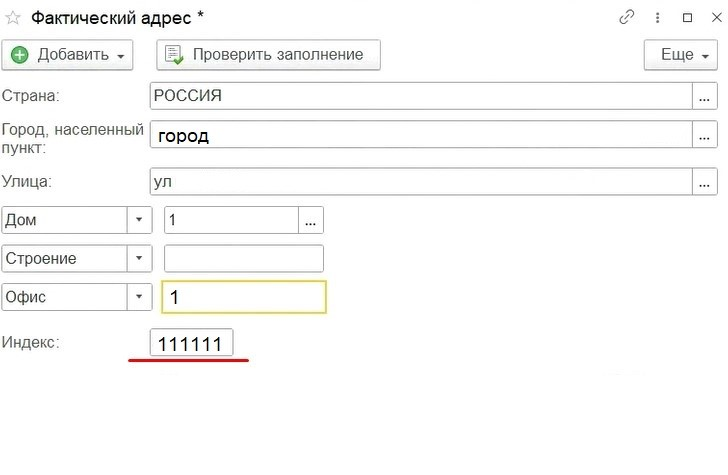 Фактический адрес *
Добавить Проверить заполнение Еще
Страна: РОССИЯ ...
Город, населенный
пункт: город ...
Улица: ул ...
Дом 1 ...
Строение
Офис 1
Индекс: 111111